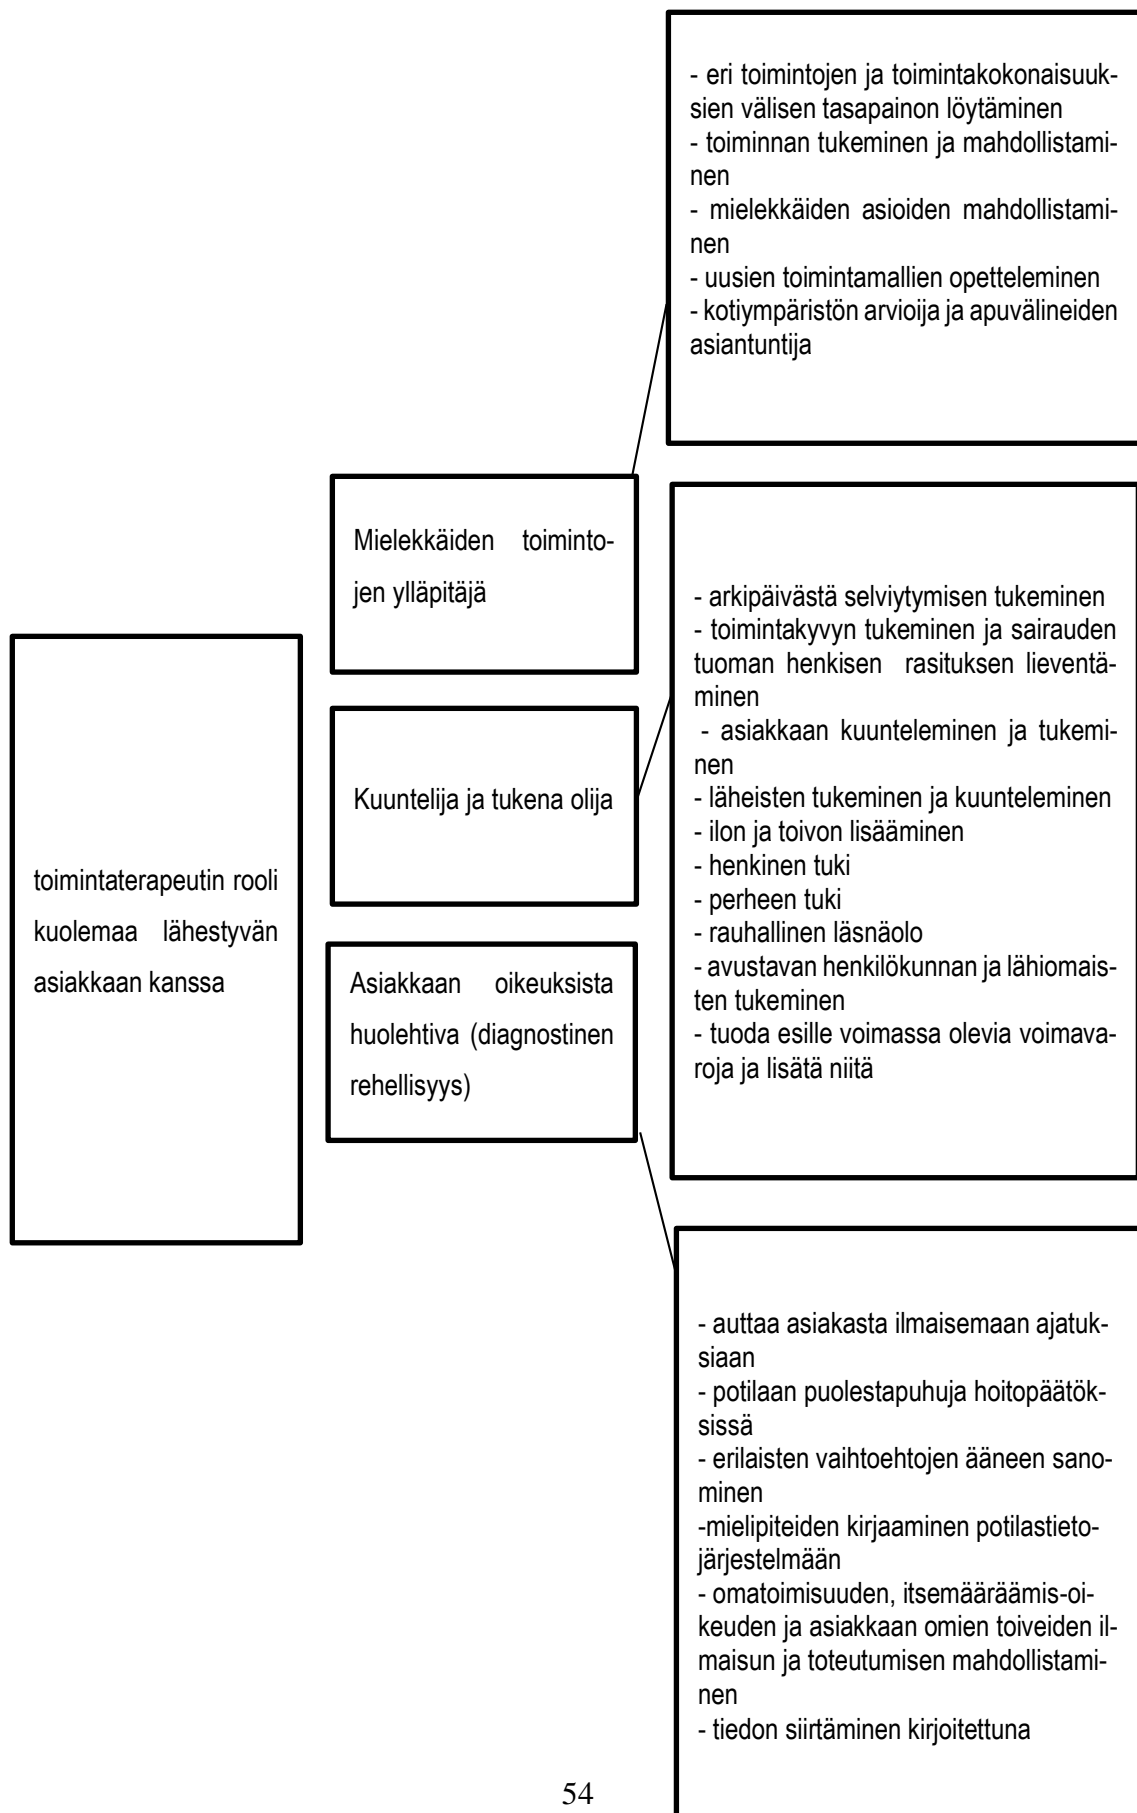 toimintaterapeutin rooli
kuolemaa lähestyvän
asiakkaan kanssa
Mielekkäiden toiminto-
jen ylläpitäjä
- eri toimintojen ja toimintakokonaisuuk-
sien välisen tasapainon löytäminen
- toiminnan tukeminen ja mahdollistami-
nen
- mielekkäiden asioiden mahdollistami-
nen
- uusien toimintamallien opetteleminen
- kotiympäristön arvioija ja apuvälineiden
asiantuntija
Kuuntelija ja tukena olija
- arkipäivästä selviytymisen tukeminen
- toimintakyvyn tukeminen ja sairauden
tuoman henkisen rasituksen lieventä-
minen
- asiakkaan kuunteleminen ja tukemi-
nen
- läheisten tukeminen ja kuunteleminen
- ilon ja toivon lisääminen
- henkinen tuki
- perheen tuki
- rauhallinen läsnäolo
- avustavan henkilökunnan ja lähiomais-
ten tukeminen
- tuoda esille voimassa olevia voimava-
roja ja lisätä niitä
Asiakkaan oikeuksista
huolehtiva (diagnostinen
rehellisyys)
- auttaa asiakasta ilmaisemaan ajatuk-
siaan
- potilaan puolestapuhuja hoitopäätök-
sissä
- erilaisten vaihtoehtojen ääneen sano-
minen
-mielipiteiden kirjaaminen potilastieto-
järjestelmään
- omatoimisuuden, itsemääräämis-oi-
keuden ja asiakkaan omien toiveiden il-
maisun ja toteutumisen mahdollistami-
nen
- tiedon siirtäminen kirjoitettuna
54